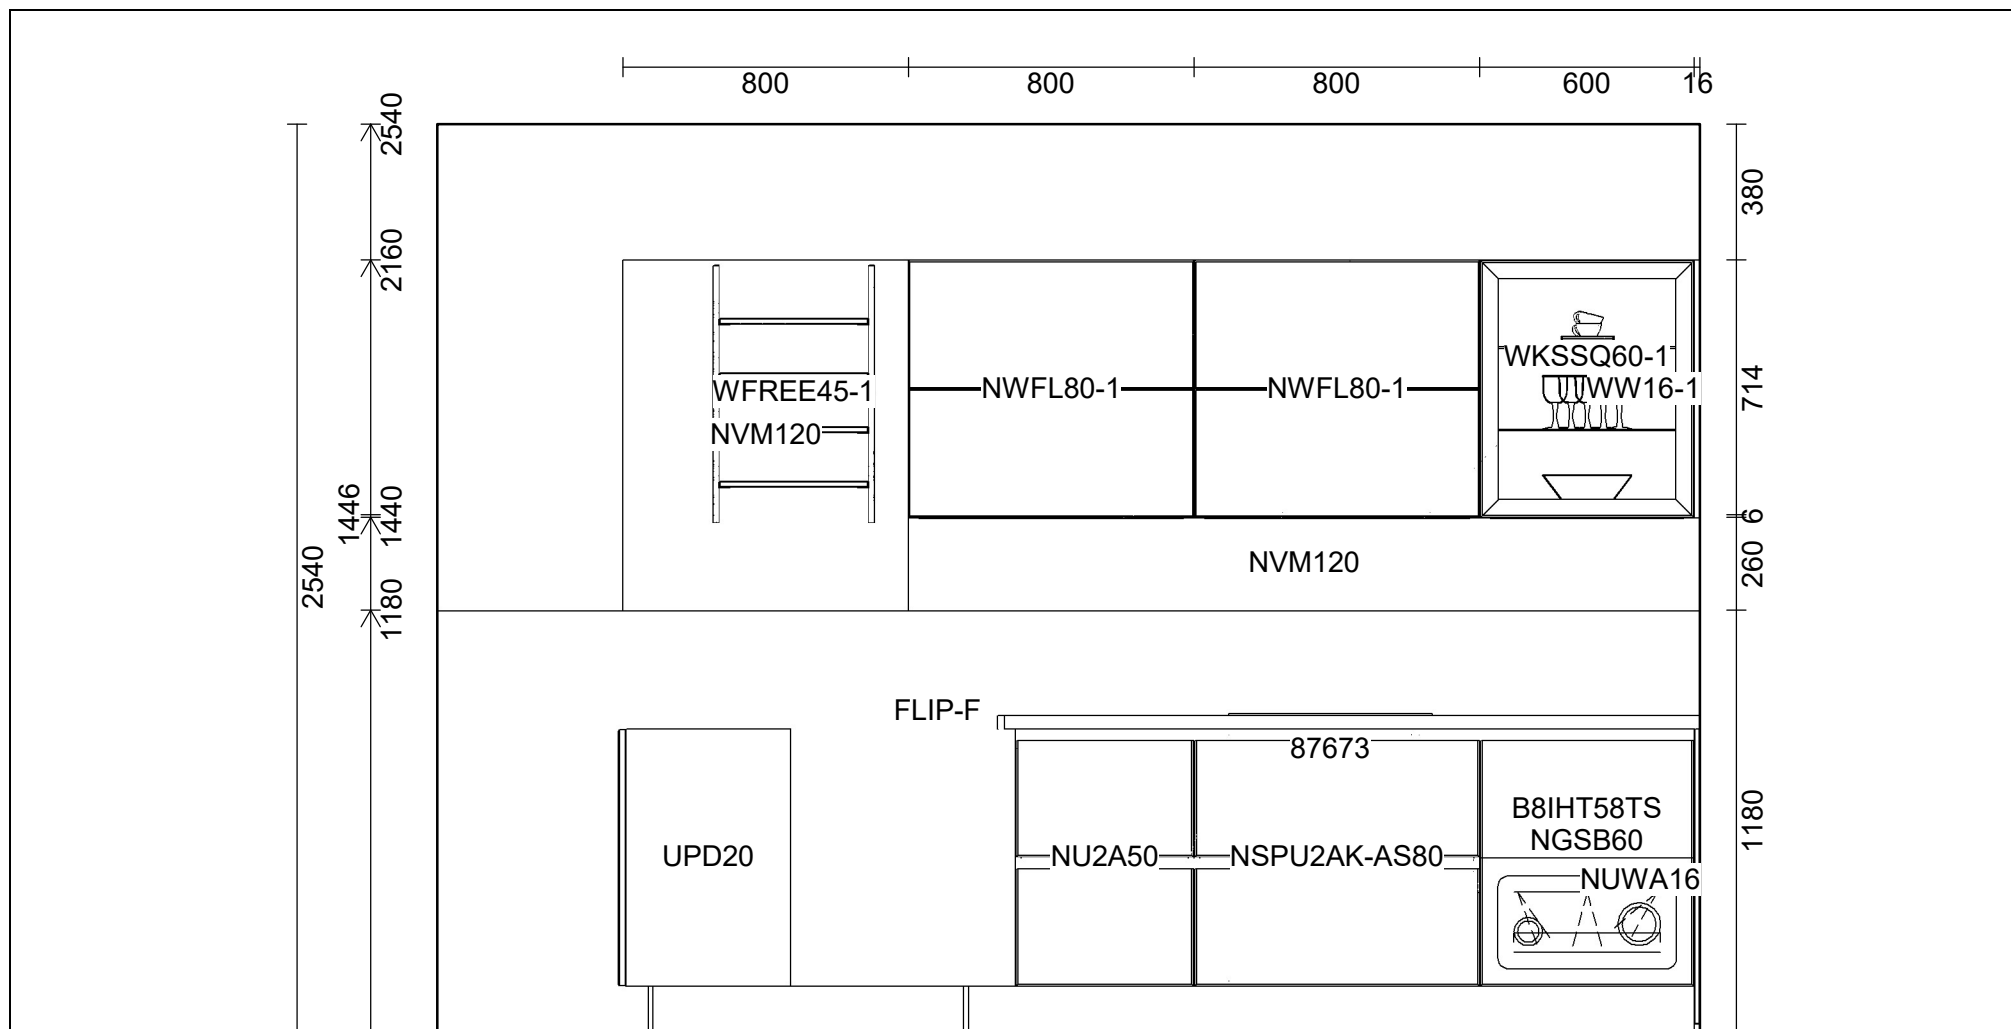 800 800 800 600 16
2540
380
2160
WKSSQ60-1
WFREE45-1 NWFL80-1 NWFL80-1 WW16-1
714
NVM120
1446
1440
6
2540
NVM120
260
1180
FLIP-F
87673
B8IHT58TS
1180
NGSB60
UPD20 NU2A50 NSPU2AK-AS80
NUWA16